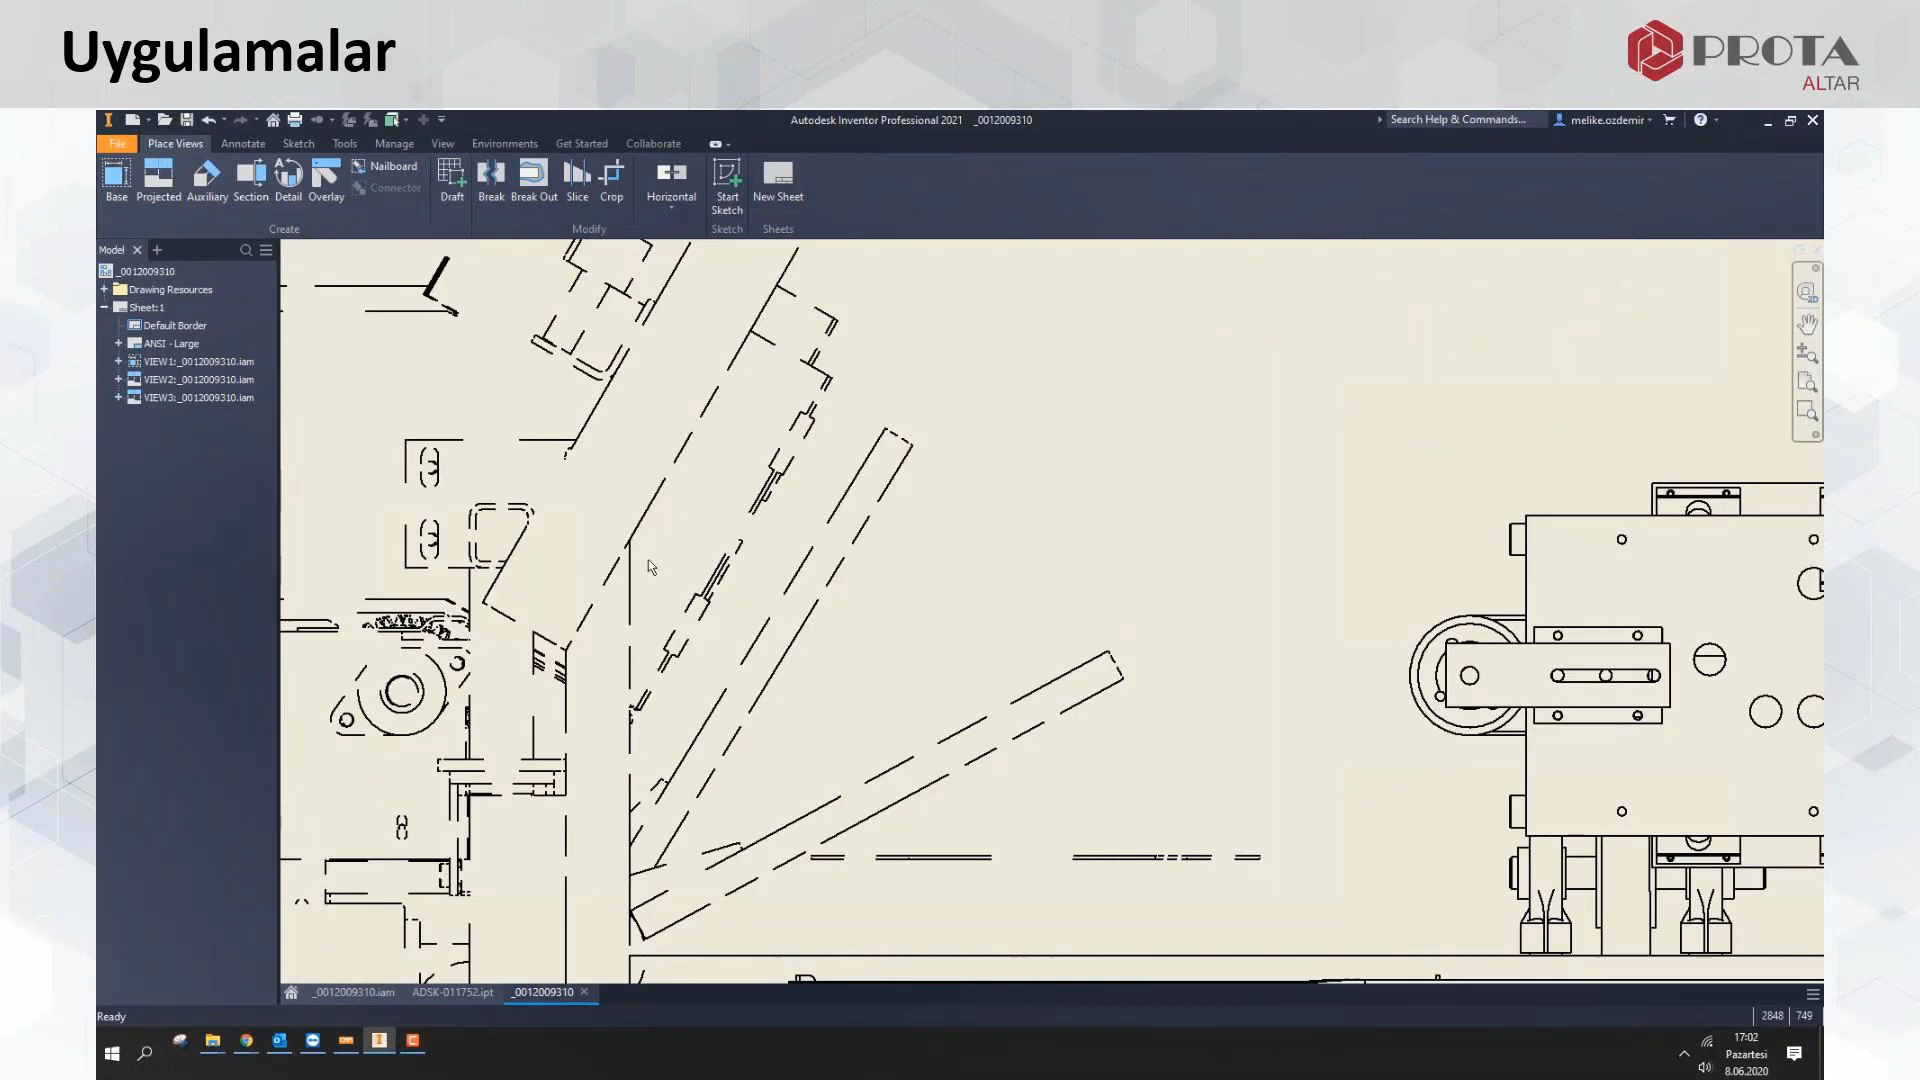 Uygulamalar
PROTA
ALTAR
Autodesk Inventor Professional 2021 _0012009310
Search Help & Commands...
melike.ozdemir
File Place Views Annotate Sketch Tools Manage View Environments Get Started Collaborate
Base Projected Auxiliary Section Detail Overlay
Nailboard
Connector
Draft Break Break Out Slice Crop Horizontal
Start
Sketch
New Sheet
Create Modify Sketch Sheets
Model
_0012009310
Drawing Resources
Sheet:1
Default Border
ANSI - Large
VIEW1:_0012009310.iam
VIEW2:_0012009310.iam
VIEW3:_0012009310.iam
2D
_0012009310.iam ADSK-011752.ipt _0012009310
Ready
2848 749
17:02
Pazartesi
8.06.2020